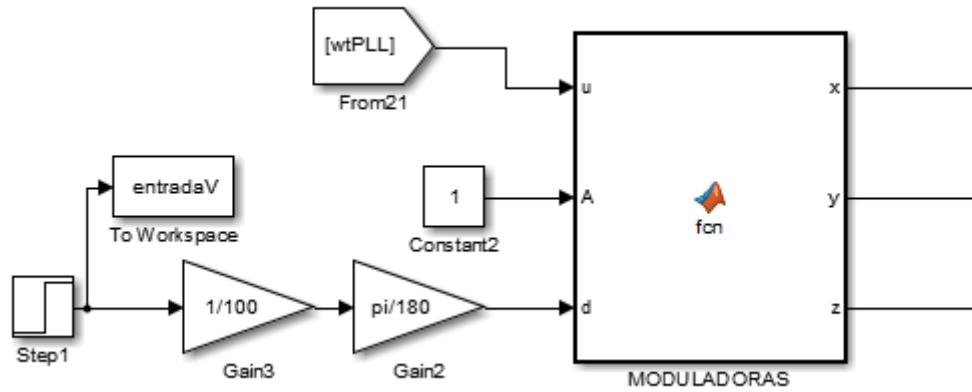 [wtPLL]
From21
u
x
entradaV
To Workspace
1
Constant2
A
fcn
y
Step1
1/100
Gain3
pi/180
Gain2
d
z
MODULADORAS